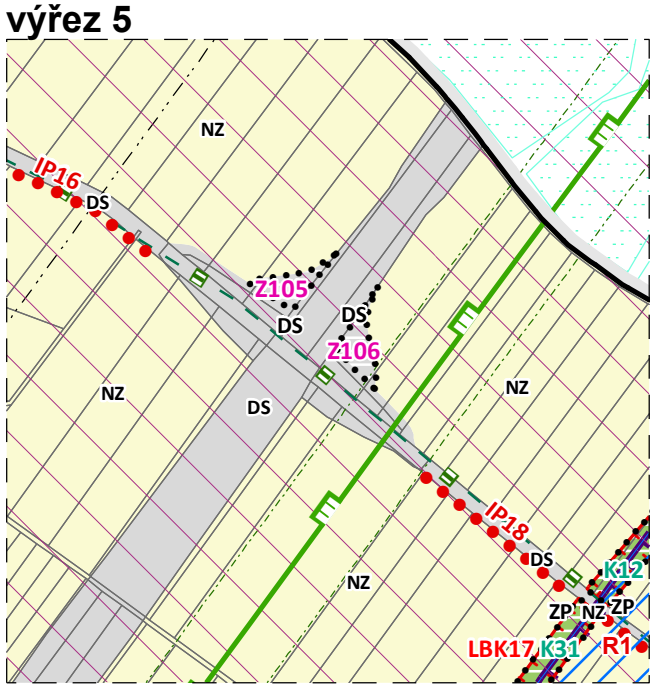 výřez 5
NZ
IP16
DS
Z105
DS
DS
Z106
NZ
DS
NZ
IP18
DS
NZ
K12
ZP
NZ
ZP
LBK17
K31
R1